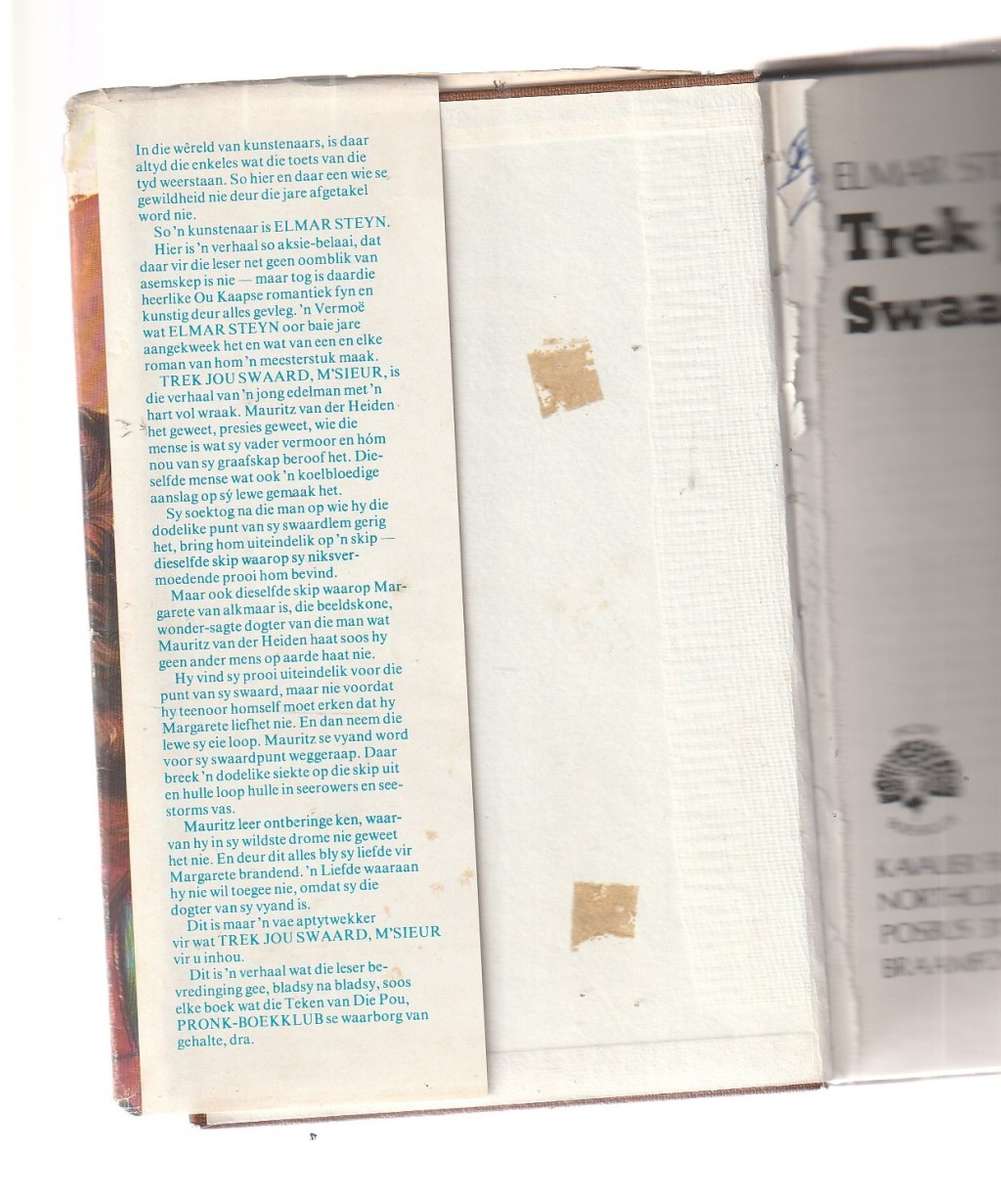 In die wêreld van kunstenaars, is daar
altyd die enkeles wat die toets van die
tyd weerstaan. So hier en daar een wie se
gewildheid nie deur die jare afgetakel
word nie.
So 'n kunstenaar is ELMAR STEYN.
Hier is 'n verhaal so aksie-belaai, dat
daar vir die leser net geen oomblik van
asemskep is nie — maar tog is daardie
heerlike Ou Kaapse romantiek fyn en
kunstig deur alles gevleg. 'n Vermoë
wat ELMAR STEYN oor baie jare
aangekweek het en wat van een en elke
roman van hom 'n meesterstuk maak.
TREK JOU SWAARD, M'SIEUR, is
die verhaal van 'n jong edelman met 'n
hart vol wraak. Mauritz van der Heiden
het geweet, presies geweet, wie die
mense is wat sy vader vermoor en hóm
nou van sy graafskap beroof het. Die-
selfde mense wat ook 'n koelbloedige
aanslag op sý lewe gemaak het.
Sy soektog na die man op wie hy die
dodelike punt van sy swaardlem gerig
het, bring hom uiteindelik op 'n skip —
dieselfde skip waarop sy niksver-
moedende prooi hom bevind.
Maar ook dieselfde skip waarop Mar-
garete van alkmaar is, die beeldskone,
wonder-sagte dogter van die man wat
Mauritz van der Heiden haat soos hy
geen ander mens op aarde haat nie.
Hy vind sy prooi uiteindelik voor die
punt van sy swaard, maar nie voordat
hy teenoor homself moet erken dat hy
Margarete liefhet nie. En dan neem die
lewe sy eie loop. Mauritz se vyand word
voor sy swaardpunt weggeraap. Daar
breek 'n dodelike siekte op die skip uit
en hulle loop hulle in seerowers en see-
storms vas.
Mauritz leer ontberinge ken, waar-
van hy in sy wildste drome nie geweet
het nie. En deur dit alles bly sy liefde vir
Margarete brandend. 'n Liefde waaraan
hy nie wil toegee nie, omdat sy die
dogter van sy vyand is.
Dit is maar 'n vae aptytwekker
vir wat TREK JOU SWAARD, M'SIEUR
vir u inhou.
Dit is 'n verhaal wat die leser be-
vrediging gee, bladsy na bladsy, soos
elke boek wat die Teken van Die Pou,
PRONK-BOEKKLUB se waarborg van
gehalte, dra.
ELMAR
Trek
Swaa